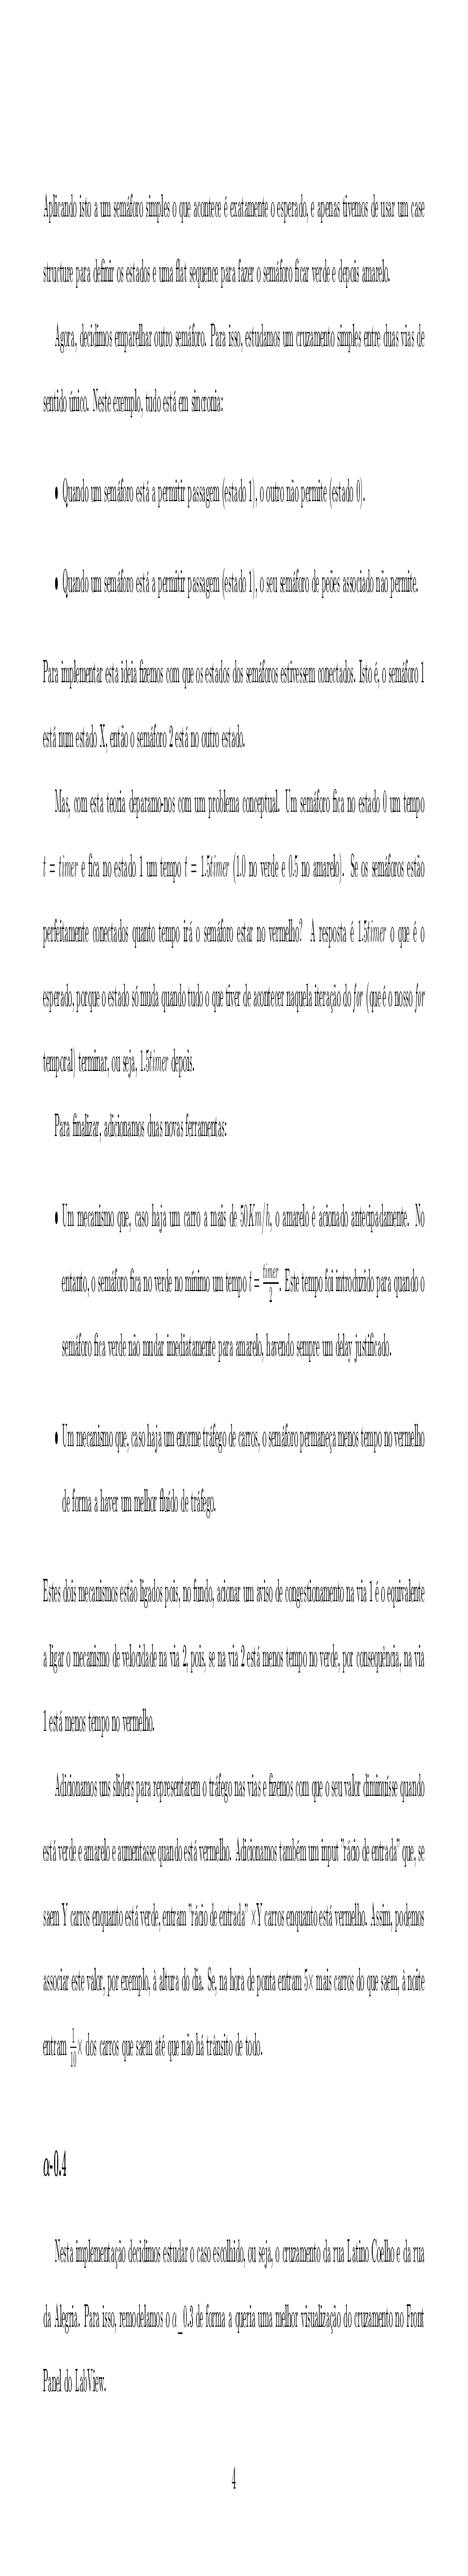 Aplicando isto a um semáforo simples o que acontece é exatamente o esperado, e apenas tivemos de usar um case
structure para definir os estados e uma flat sequence para fazer o semáforo ficar verde e depois amarelo.
Agora, decidimos emparelhar outro semáforo. Para isso, estudamos um cruzamento simples entre duas vias de
sentido único. Neste exemplo, tudo está em sincronia:
• Quando um semáforo está a permitir passagem (estado 1), o outro não permite (estado 0).
• Quando um semáforo está a permitir passagem (estado 1), o seu semáforo de peões associado não permite.
Para implementar esta ideia fizemos com que os estados dos semáforos estivessem conectados. Isto é, o semáforo 1
está num estado X, então o semáforo 2 está no outro estado.
Mas, com esta teoria deparamo-nos com um problema conceptual. Um semáforo fica no estado 0 um tempo
t = timer e fica no estado 1 um tempo t = 1.5timer (1.0 no verde e 0.5 no amarelo). Se os semáforos estão
perfeitamente conectados quanto tempo irá o semáforo estar no vermelho? A resposta é 1.5timer o que é o
esperado, porque o estado só muda quando tudo o que tiver de acontecer naquela iteração do for (que é o nosso for
temporal) terminar, ou seja, 1.5timer depois.
Para finalizar, adicionamos duas novas ferramentas:
• Um mecanismo que, caso haja um carro a mais de 50Km/h, o amarelo é acionado antecipadamente. No
entanto, o semáforo fica no verde no mínimo um tempo t = timer/2. Este tempo foi introduzido para quando o
semáforo fica verde não mudar imediatamente para amarelo, havendo sempre um delay justificado.
• Um mecanismo que, caso haja um enorme tráfego de carros, o semáforo permaneça menos tempo no vermelho
de forma a haver um melhor fluído de tráfego.
Estes dois mecanismos estão ligados pois, no fundo, acionar um aviso de congestionamento na via 1 é o equivalente
a ligar o mecanismo de velocidade na via 2, pois, se na via 2 está menos tempo no verde, por consequência, na via
1 está menos tempo no vermelho.
Adicionamos uns sliders para representarem o tráfego nas vias e fizemos com que o seu valor diminuísse quando
está verde e amarelo e aumentasse quando está vermelho. Adicionamos também um input "rácio de entrada" que, se
saem Y carros enquanto está verde, entram "rácio de entrada" ×Y carros enquanto está vermelho. Assim, podemos
associar este valor, por exemplo, à altura do dia. Se, na hora de ponta entram 5× mais carros do que saem, à noite
entram 1/10× dos carros que saem até que não há trânsito de todo.
α-0.4
Nesta implementação decidimos estudar o caso escolhido, ou seja, o cruzamento da rua Latino Coelho e da rua
da Alegria. Para isso, remodelamos o α_0.3 de forma a queria uma melhor visualização do cruzamento no Front
Panel do LabView.
4